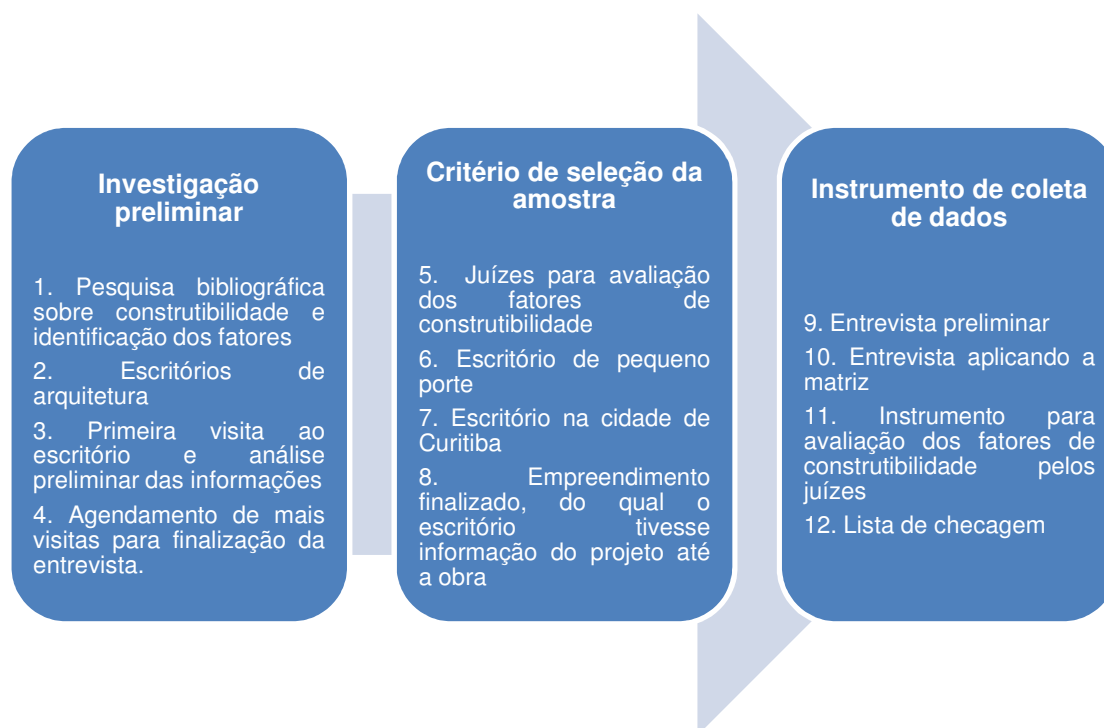 Investigação
preliminar
1. Pesquisa bibliográfica
sobre construtibilidade e
identificação dos fatores
2. Escritórios de
arquitetura
3. Primeira visita ao
escritório e análise
preliminar das informações
4. Agendamento de mais
visitas para finalização da
entrevista.
Critério de seleção da
amostra
5. Juízes para avaliação
dos fatores de
construtibilidade
6. Escritório de pequeno
porte
7. Escritório na cidade de
Curitiba
8. Empreendimento
finalizado, do qual o
escritório tivesse
informação do projeto até
a obra
Instrumento de coleta
de dados
9. Entrevista preliminar
10. Entrevista aplicando a
matriz
11. Instrumento para
avaliação dos fatores de
construtibilidade pelos
juízes
12. Lista de checagem